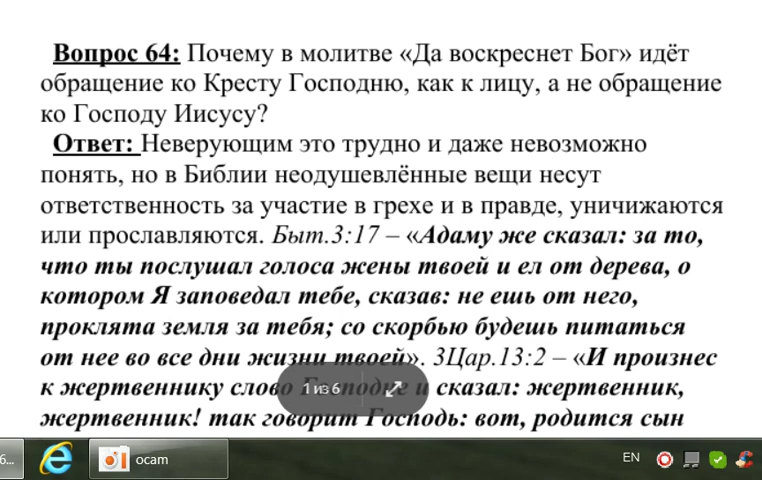 Вопрос 64: Почему в молитве «Да воскреснет Бог» идёт
обращение ко Кресту Господню, как к лицу, а не обращение
ко Господу Иисусу?
Ответ: Неверующим это трудно и даже невозможно
понять, но в Библии неодушевлённые вещи несут
ответственность за участие в грехе и в правде, уничижаются
или прославляются. Быт.3:17 – «Адаму же сказал: за то,
что ты послушал голоса жены твоей и ел от дерева, о
котором Я заповедал тебе, сказав: не ешь от него,
проклята земля за тебя; со скорбью будешь питаться
от нее во все дни жизни твоей». 3Цар.13:2 – «И произнес
к жертвеннику слово Господне и сказал: жертвенник,
1 из 6
жертвенник! так говорит Господь: вот, родится сын
6...
ocam
EN